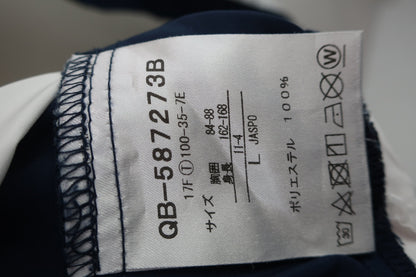 QB-587273B
17F ① 100-35-7E
サイズ 胸囲 84-88
身長 162-168
11-4
L JASPO
ポリエステル 100%
30
W